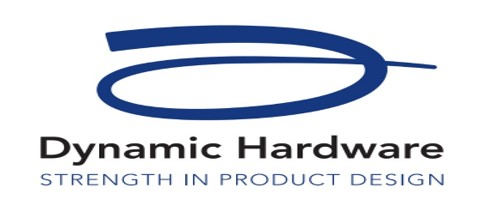 Dynamic Hardware
STRENGTH IN PRODUCT DESIGN